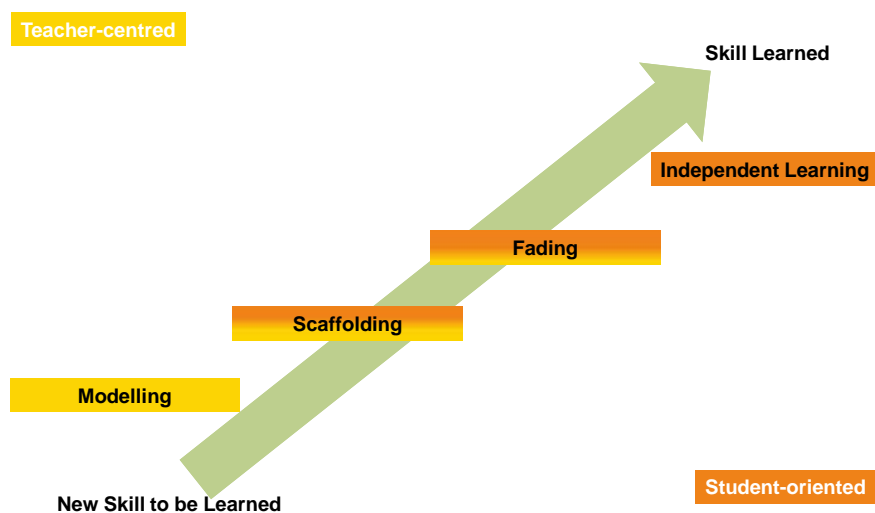 Teacher-centred
Skill Learned
Independent Learning
Fading
Scaffolding
Modelling
New Skill to be Learned
Student-oriented